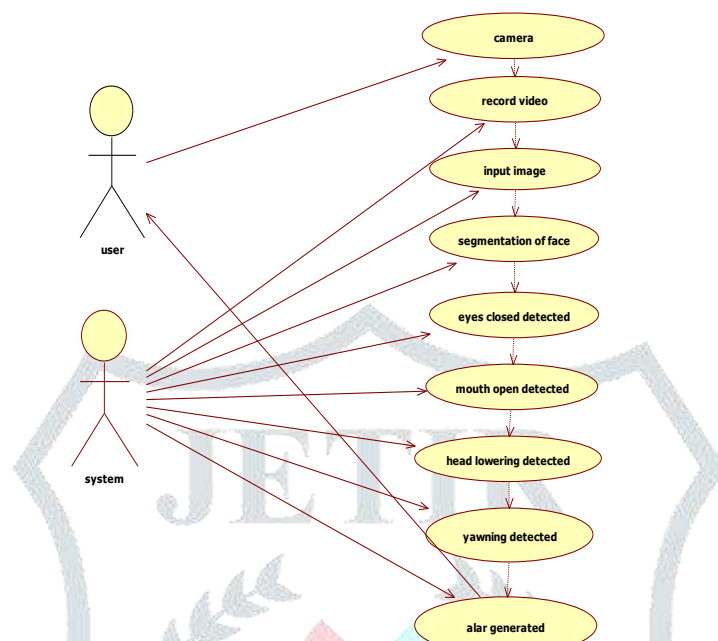 camera
record video
input image
segmentation of face
user
eyes closed detected
mouth open detected
head lowering detected
system
yawning detected
alar generated
JETIR